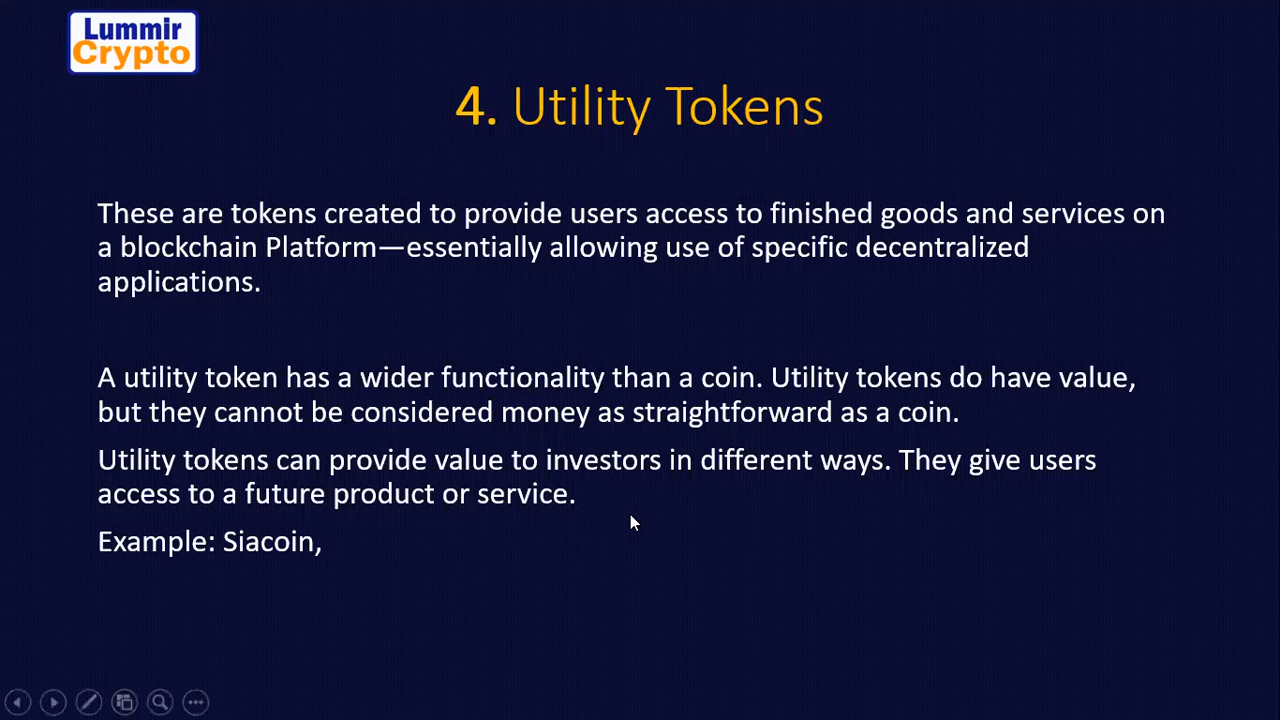 Lummir
Crypto
4. Utility Tokens
These are tokens created to provide users access to finished goods and services on
a blockchain Platform—essentially allowing use of specific decentralized
applications.
A utility token has a wider functionality than a coin. Utility tokens do have value,
but they cannot be considered money as straightforward as a coin.
Utility tokens can provide value to investors in different ways. They give users
access to a future product or service.
Example: Siacoin,